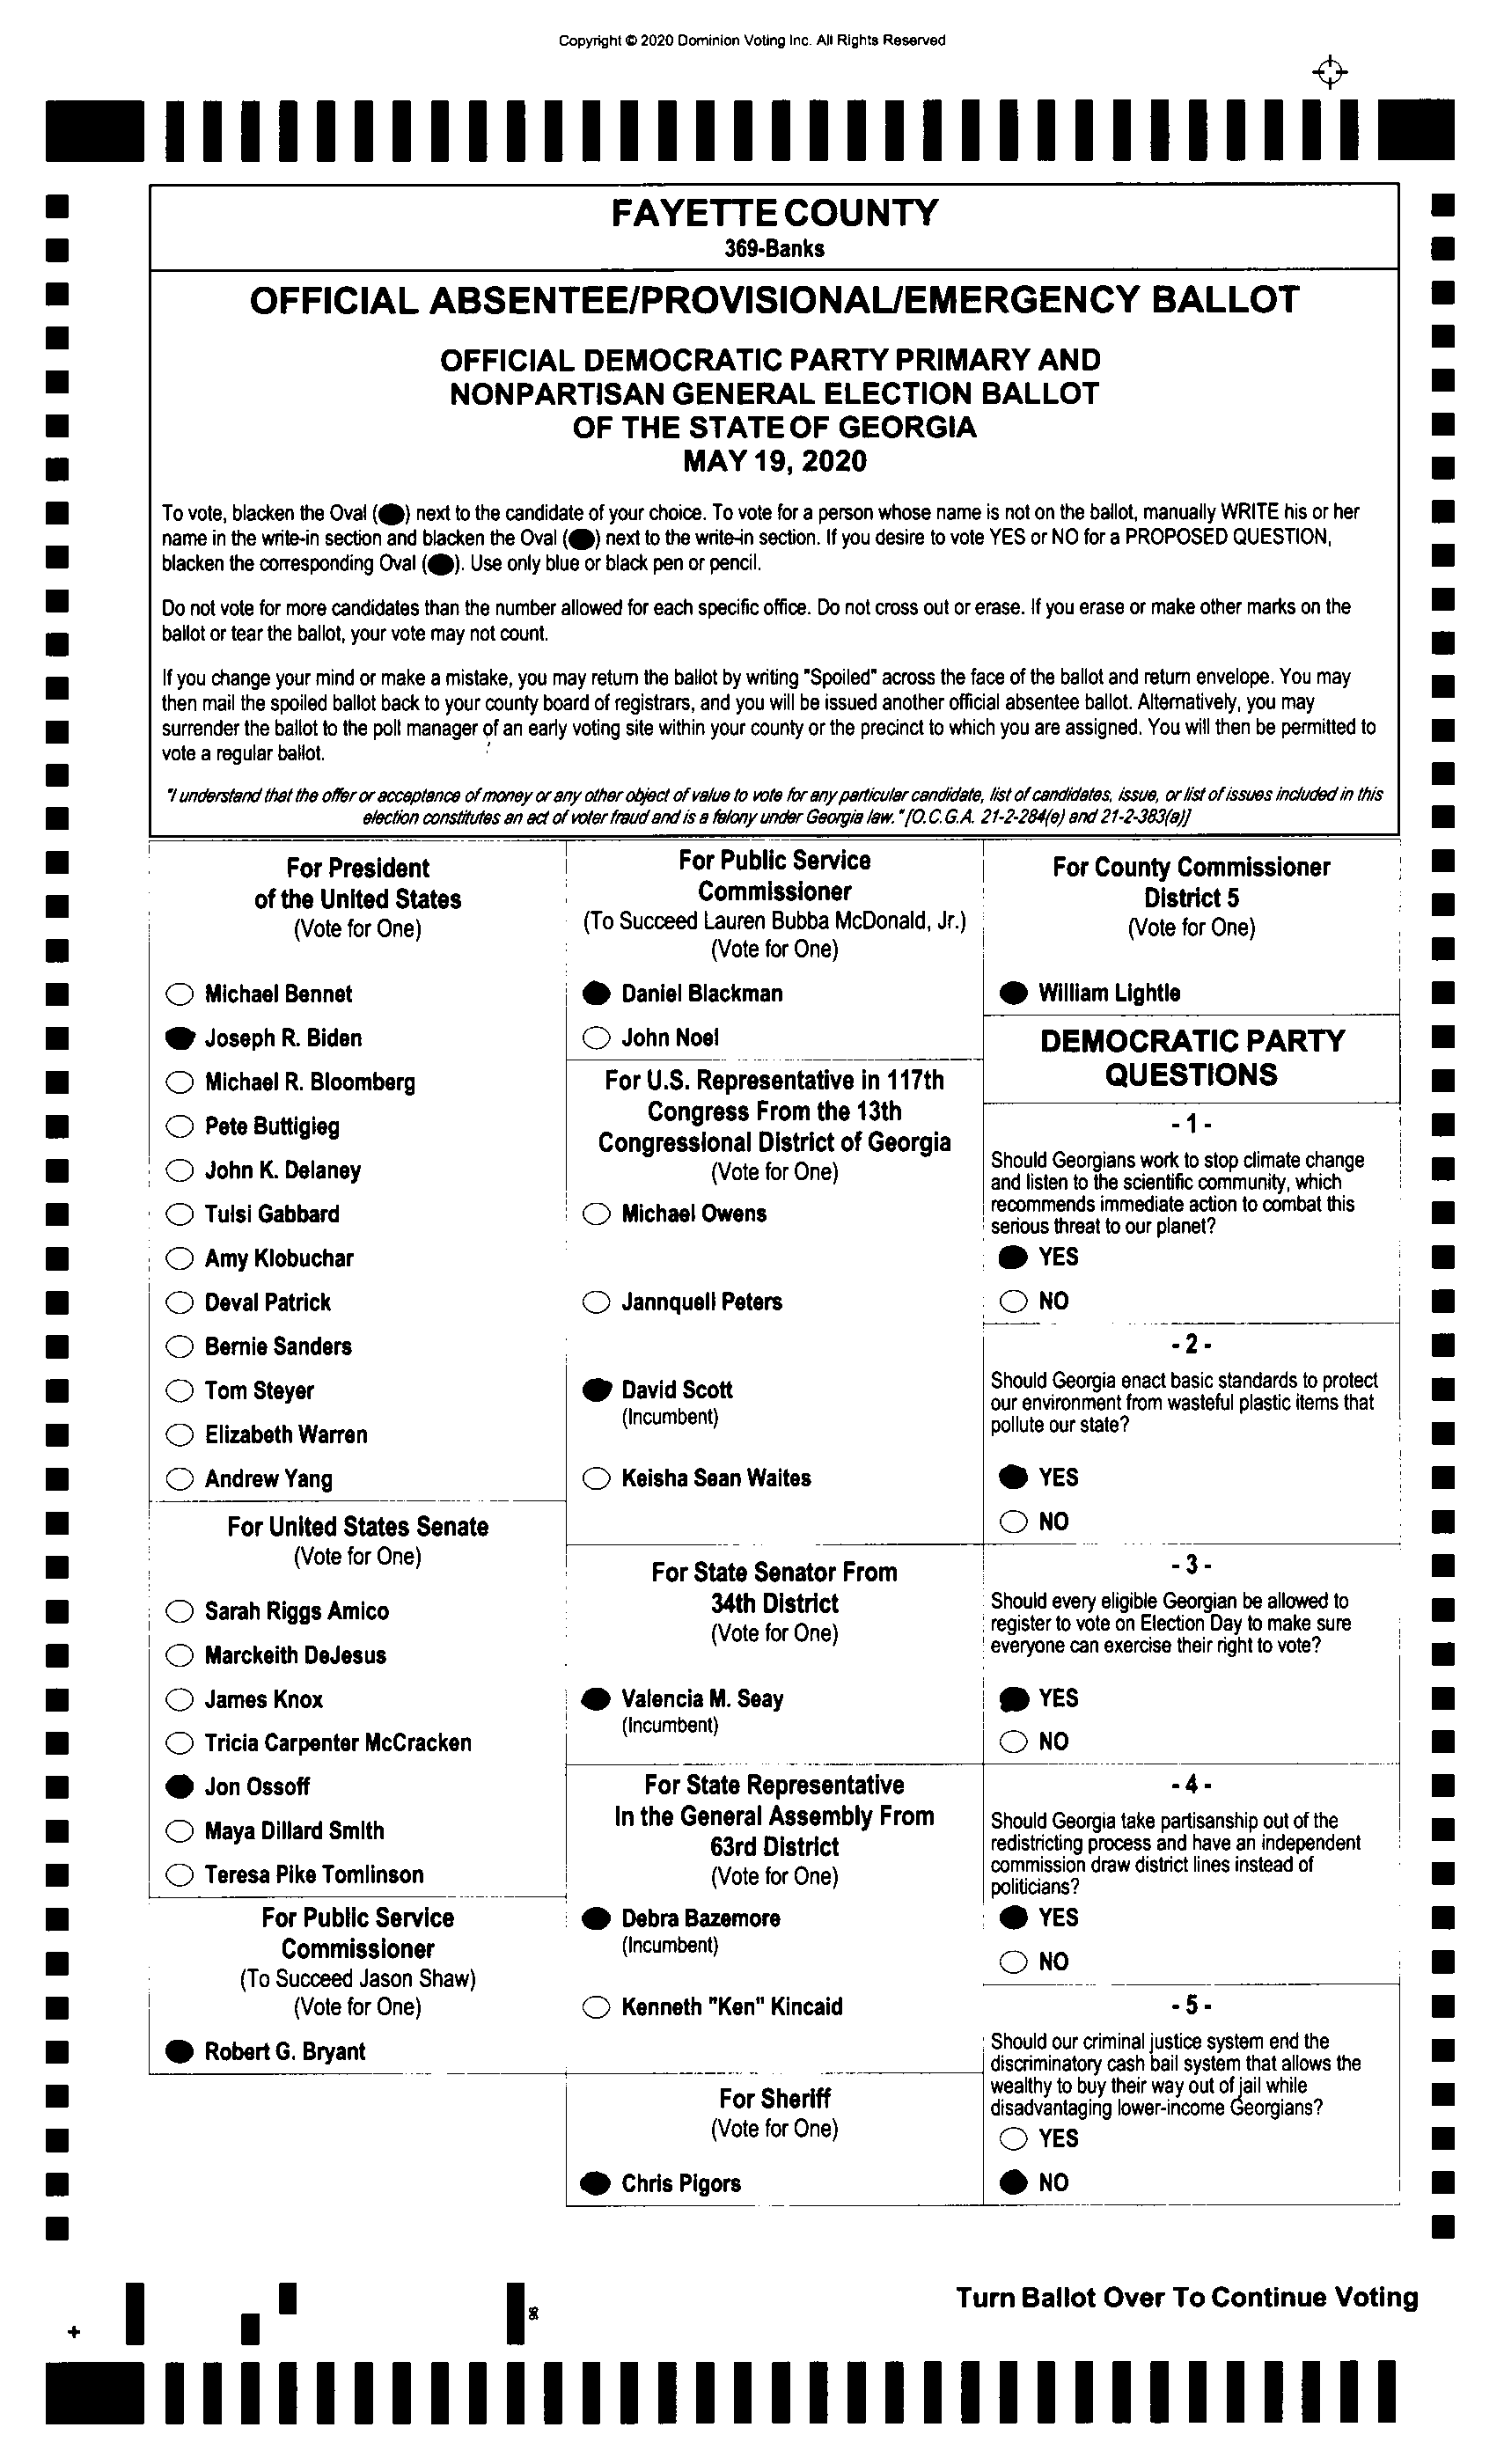 Copyright © 2020 Dominion Voting Inc. All Rights Reserved
FAYETTE COUNTY
369-Banks
OFFICIAL ABSENTEE/PROVISIONAL/EMERGENCY BALLOT
OFFICIAL DEMOCRATIC PARTY PRIMARY AND
NONPARTISAN GENERAL ELECTION BALLOT
OF THE STATE OF GEORGIA
MAY 19, 2020
To vote, blacken the Oval ( ) next to the candidate of your choice. To vote for a person whose name is not on the ballot, manually WRITE his or her
name in the write-in section and blacken the Oval ( ) next to the write-in section. If you desire to vote YES or NO for a PROPOSED QUESTION,
blacken the corresponding Oval ( ). Use only blue or black pen or pencil.
Do not vote for more candidates than the number allowed for each specific office. Do not cross out or erase. If you erase or make other marks on the
ballot or tear the ballot, your vote may not count.
If you change your mind or make a mistake, you may return the ballot by writing "Spoiled" across the face of the ballot and return envelope. You may
then mail the spoiled ballot back to your county board of registrars, and you will be issued another official absentee ballot. Alternatively, you may
surrender the ballot to the poll manager of an early voting site within your county or the precinct to which you are assigned. You will then be permitted to
vote a regular ballot.
"I understand that the offer or acceptance of money or any other object of value to vote for any particular candidate, list of candidates, issue, or list of issues included in this
election constitutes an act of voter fraud and is a felony under Georgia law." [O.C.G.A. 21-2-284(e) and 21-2-383(a)]
For President
of the United States
(Vote for One)
Michael Bennet
Joseph R. Biden
Michael R. Bloomberg
Pete Buttigieg
John K. Delaney
Tulsi Gabbard
Amy Klobuchar
Deval Patrick
Bernie Sanders
Tom Steyer
Elizabeth Warren
Andrew Yang
For United States Senate
(Vote for One)
Sarah Riggs Amico
Marckeith DeJesus
James Knox
Tricia Carpenter McCracken
Jon Ossoff
Maya Dillard Smith
Teresa Pike Tomlinson
For Public Service
Commissioner
(To Succeed Jason Shaw)
(Vote for One)
Robert G. Bryant
For Public Service
Commissioner
(To Succeed Lauren Bubba McDonald, Jr.)
(Vote for One)
Daniel Blackman
John Noel
For U.S. Representative in 117th
Congress From the 13th
Congressional District of Georgia
(Vote for One)
Michael Owens
Jannquell Peters
David Scott
(Incumbent)
Keisha Sean Waites
For State Senator From
34th District
(Vote for One)
Valencia M. Seay
(Incumbent)
For State Representative
In the General Assembly From
63rd District
(Vote for One)
Debra Bazemore
(Incumbent)
Kenneth "Ken" Kincaid
For Sheriff
(Vote for One)
Chris Pigors
For County Commissioner
District 5
(Vote for One)
William Lightle
DEMOCRATIC PARTY
QUESTIONS
- 1 -
Should Georgians work to stop climate change
and listen to the scientific community, which
recommends immediate action to combat this
serious threat to our planet?
YES
NO
- 2 -
Should Georgia enact basic standards to protect
our environment from wasteful plastic items that
pollute our state?
YES
NO
- 3 -
Should every eligible Georgian be allowed to
register to vote on Election Day to make sure
everyone can exercise their right to vote?
YES
NO
- 4 -
Should Georgia take partisanship out of the
redistricting process and have an independent
commission draw district lines instead of
politicians?
YES
NO
- 5 -
Should our criminal justice system end the
discriminatory cash bail system that allows the
wealthy to buy their way out of jail while
disadvantaging lower-income Georgians?
YES
NO
Turn Ballot Over To Continue Voting